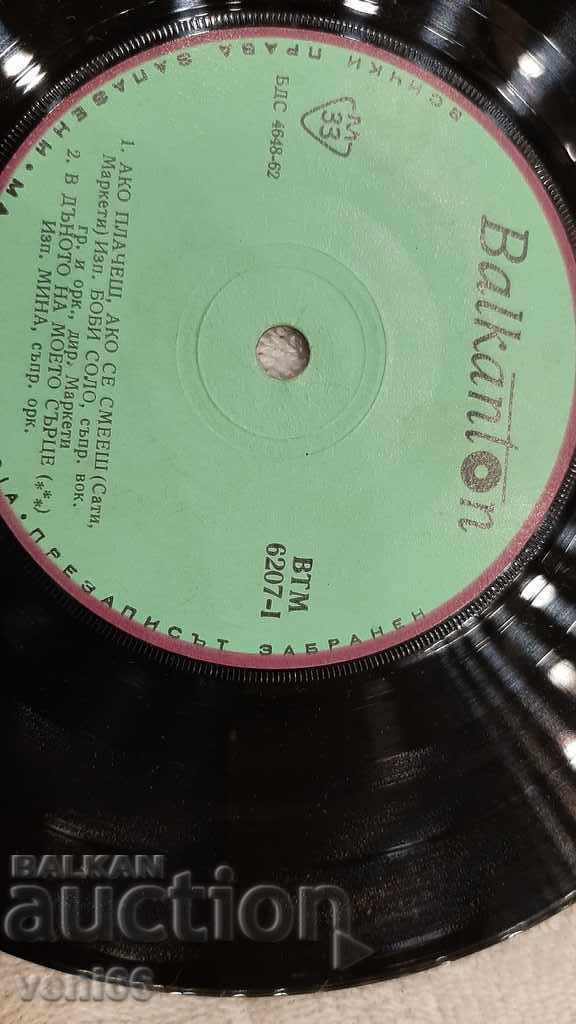 Balkanton
М
33
БДС 4648-62
ВТМ
6207-I
1. АКО ПЛАЧЕШ, АКО СЕ СМЕЕШ (Сати,
Маркети) Изп. БОБИ СОЛО, съпр. вок.
гр. и орк., дир. Маркети
2. В ДЪНОТО НА МОЕТО СЪРЦЕ (**)
Изп. МИНА, съпр. орк.
ВСИЧКИ ПРАВА ЗАПАЗЕНИ
ПРЕЗАПИСЪТ ЗАБРАНЕН
BALKAN
auction
veni66